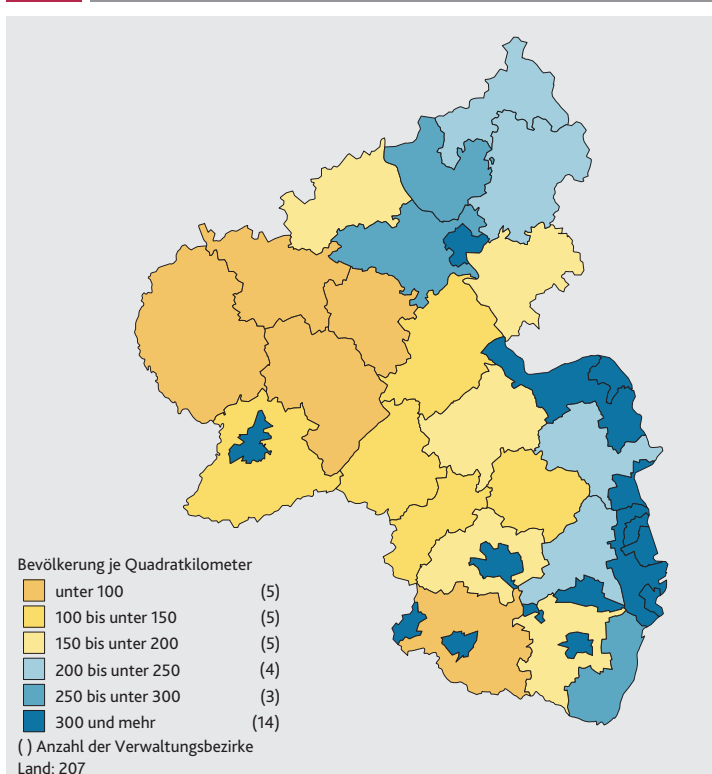 Bevölkerung je Quadratkilometer
unter 100 (5)
100 bis unter 150 (5)
150 bis unter 200 (5)
200 bis unter 250 (4)
250 bis unter 300 (3)
300 und mehr (14)
( ) Anzahl der Verwaltungsbezirke
Land: 207